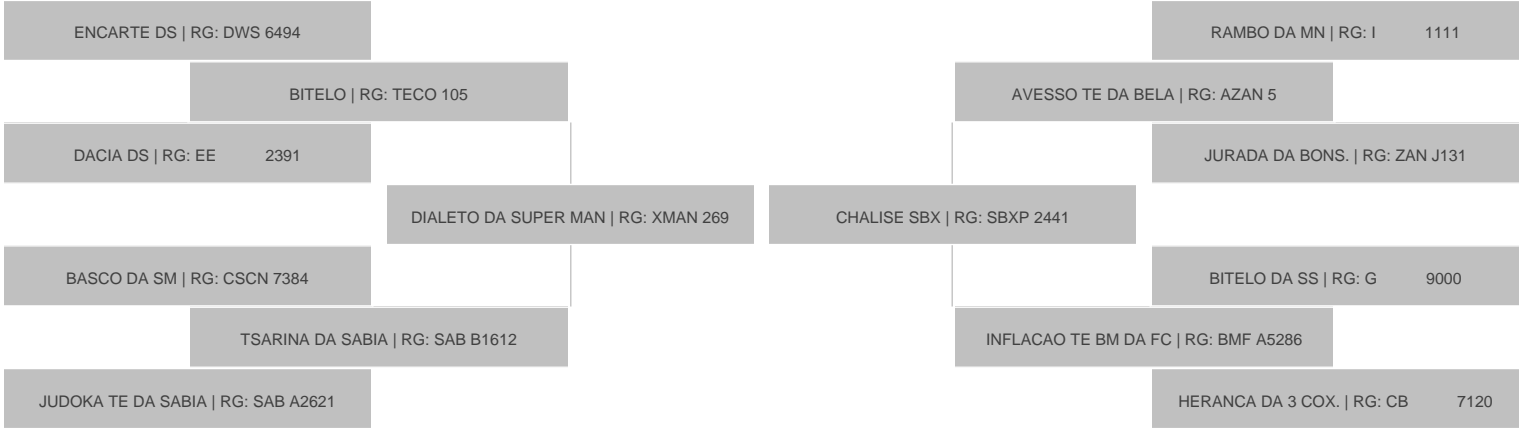 ENCARTE DS | RG: DWS 6494
RAMBO DA MN | RG: I 1111
BITELO | RG: TECO 105
AVESSO TE DA BELA | RG: AZAN 5
DACIA DS | RG: EE 2391
JURADA DA BONS. | RG: ZAN J131
DIALETO DA SUPER MAN | RG: XMAN 269
CHALISE SBX | RG: SBXP 2441
BASCO DA SM | RG: CSCN 7384
BITELO DA SS | RG: G 9000
TSARINA DA SABIA | RG: SAB B1612
INFLACAO TE BM DA FC | RG: BMF A5286
JUDOKA TE DA SABIA | RG: SAB A2621
HERANCA DA 3 COX. | RG: CB 7120